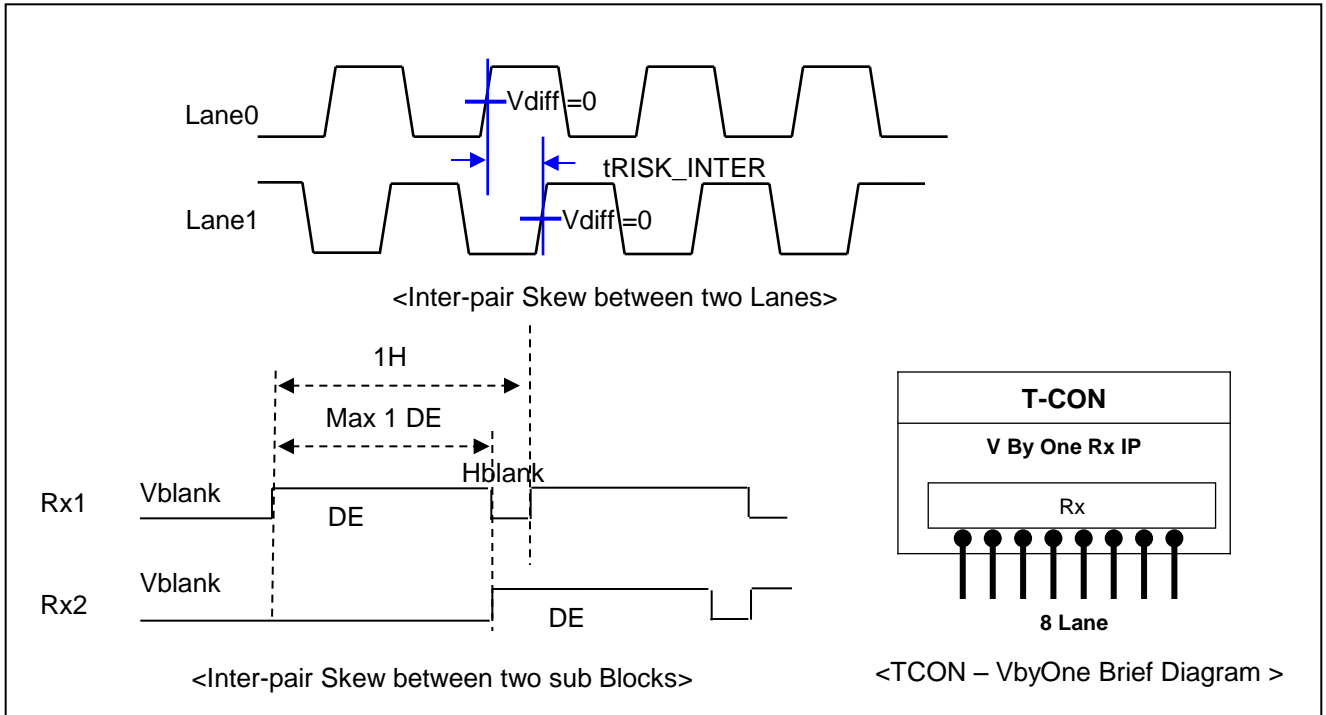 Lane0
Vdiff =0
tRISK_INTER
Lane1
Vdiff =0
<Inter-pair Skew between two Lanes>
1H
Max 1 DE
Hblank
Rx1
Vblank
DE
Rx2
Vblank
DE
<Inter-pair Skew between two sub Blocks>
T-CON
V By One Rx IP
Rx
8 Lane
<TCON – VbyOne Brief Diagram >